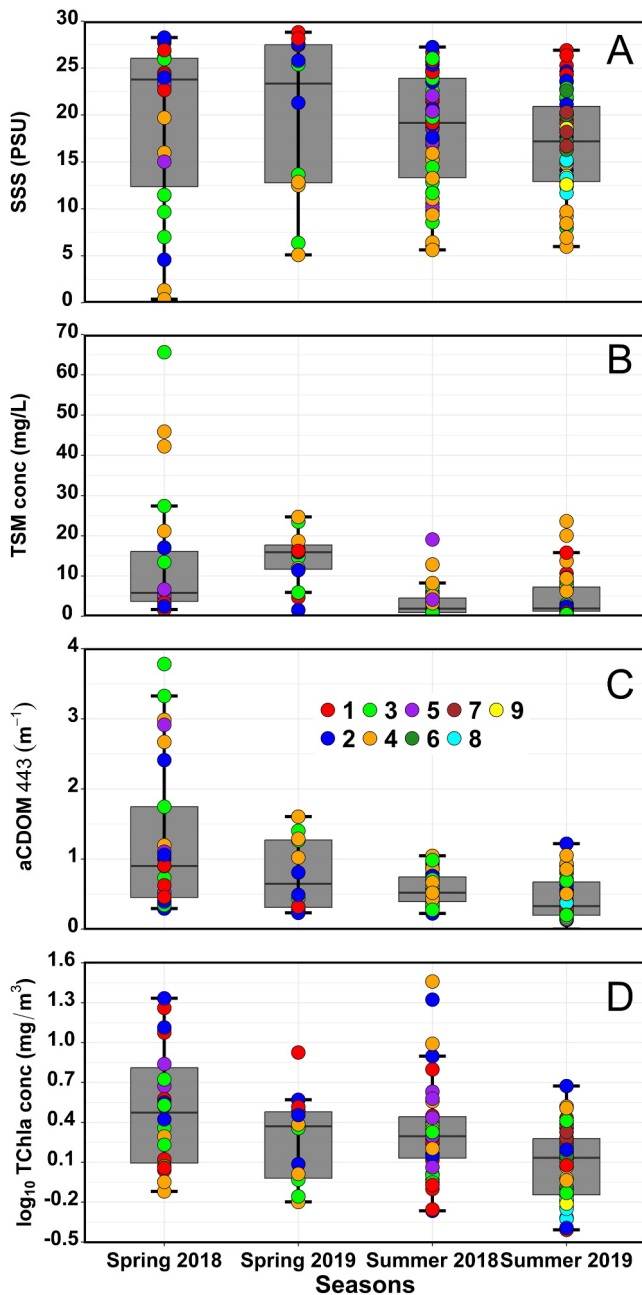 A
30
25
20
15
10
5
0
SSS (PSU)
B
70
60
50
40
30
20
10
0
TSM conc (mg/L)
C
4
3
2
1
0
aCDOM 443 (m⁻¹)
1 3 5 7 9
2 4 6 8
D
1.6
1.3
1.0
0.7
0.4
0.1
-0.2
-0.5
log₁₀ TChla conc (mg/m³)
Spring 2018 Spring 2019 Summer 2018 Summer 2019
Seasons